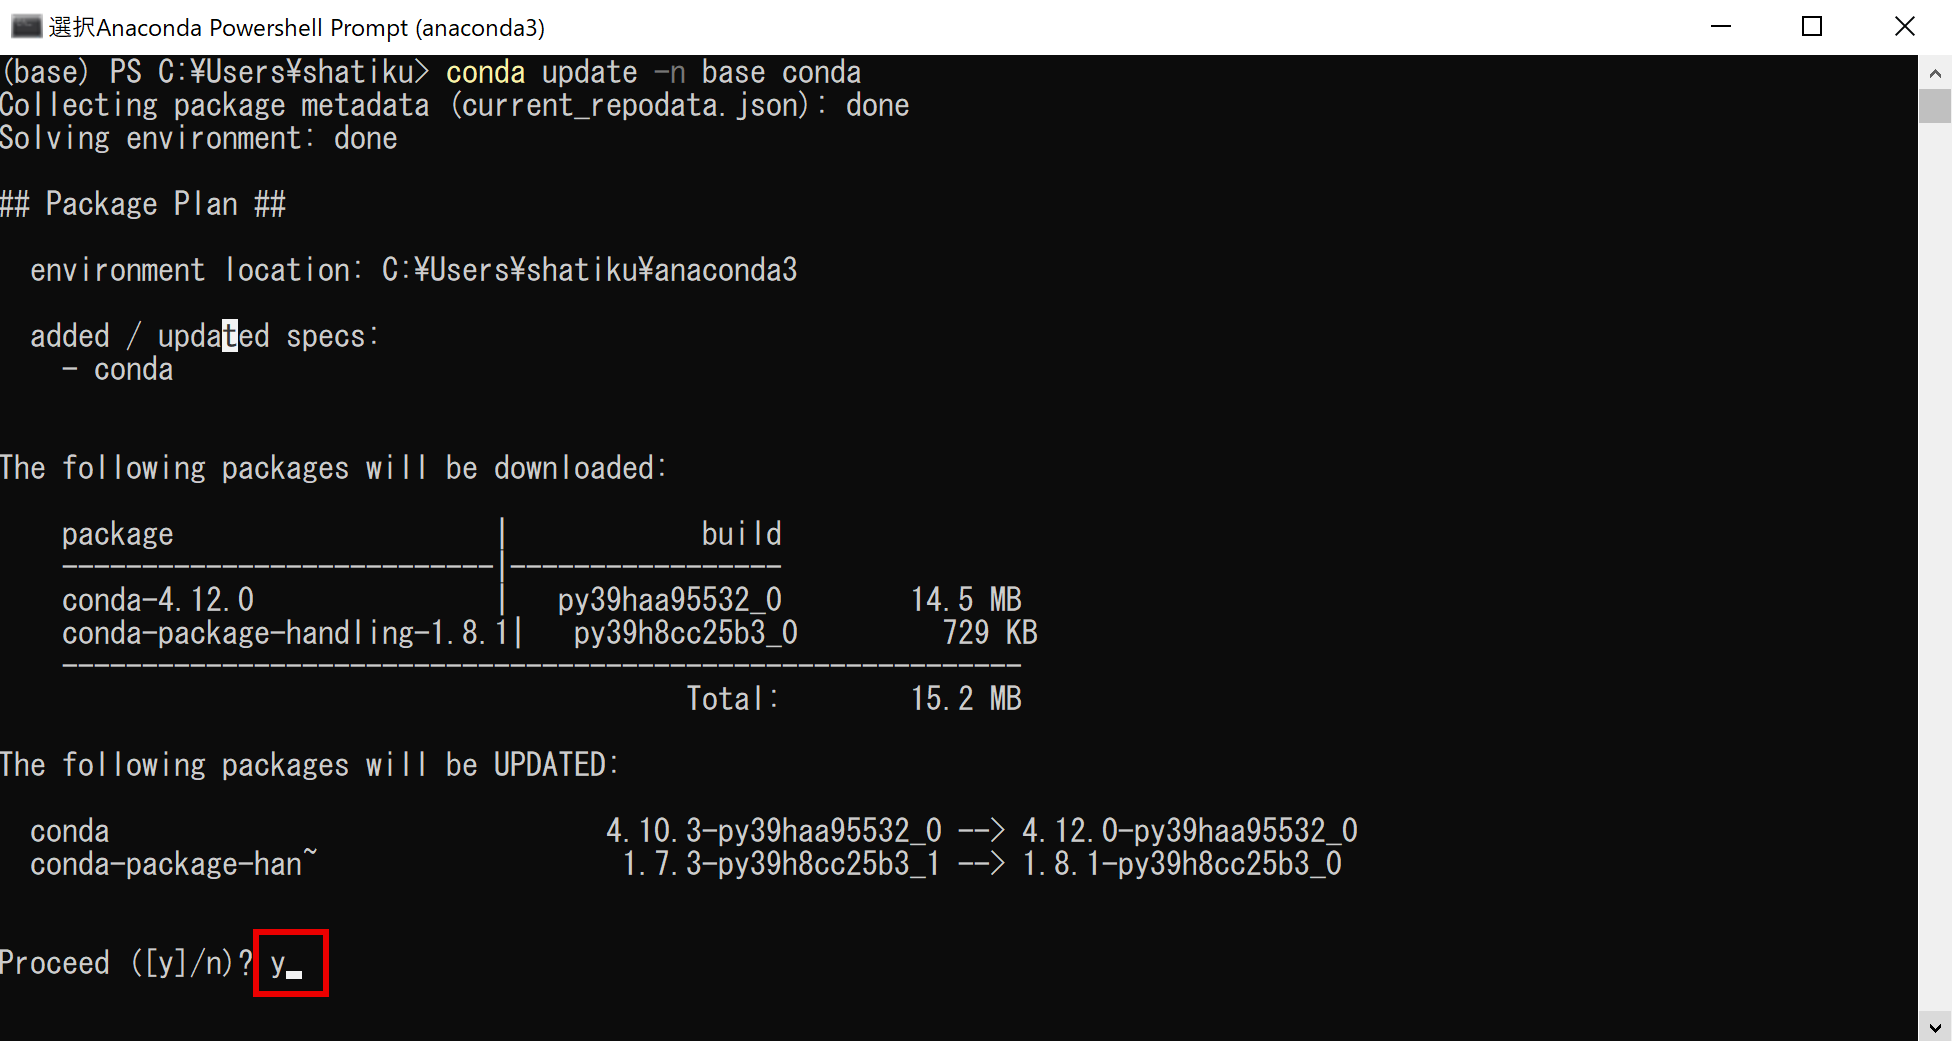 選択Anaconda Powershell Prompt (anaconda3)
(base) PS C:¥Users¥shatiku> conda update -n base conda
Collecting package metadata (current_repodata.json): done
Solving environment: done
## Package Plan ##
environment location: C:¥Users¥shatiku¥anaconda3
added / updated specs:
- conda
The following packages will be downloaded:
package | build
---------------------------|-----------------
conda-4.12.0 | py39haa95532_0 14.5 MB
conda-package-handling-1.8.1| py39h8cc25b3_0 729 KB
------------------------------------------------------------
Total: 15.2 MB
The following packages will be UPDATED:
conda 4.10.3-py39haa95532_0 --> 4.12.0-py39haa95532_0
conda-package-han~ 1.7.3-py39h8cc25b3_1 --> 1.8.1-py39h8cc25b3_0
Proceed ([y]/n)? y